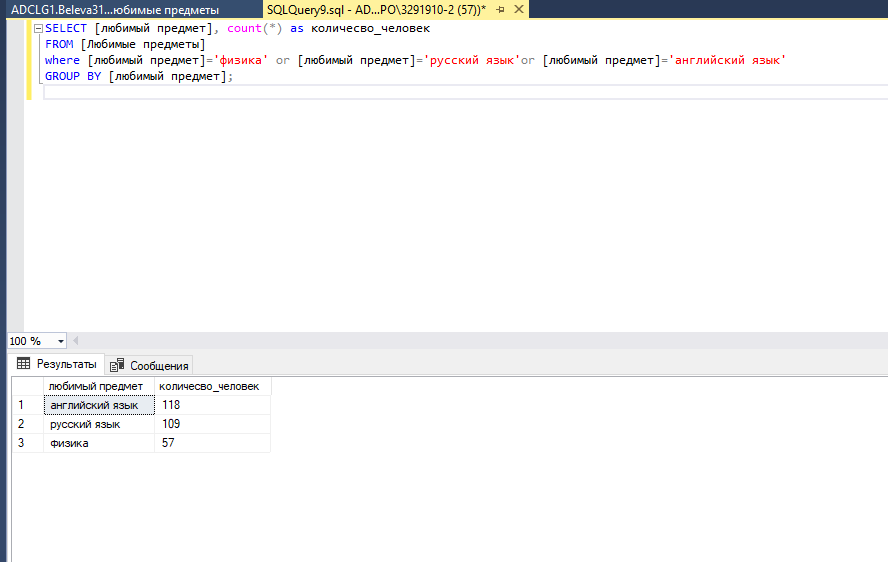 ADCLG1.Beleva31...юбимые предметы SQLQuery9.sql - AD...PO\3291910-2 (57))*
SELECT [любимый предмет], count(*) as количесво_человек
FROM [Любимые предметы]
where [любимый предмет]='физика' or [любимый предмет]='русский язык'or [любимый предмет]='английский язык'
GROUP BY [любимый предмет];
100 %
Результаты Сообщения
любимый предмет количесво_человек
1 английский язык 118
2 русский язык 109
3 физика 57